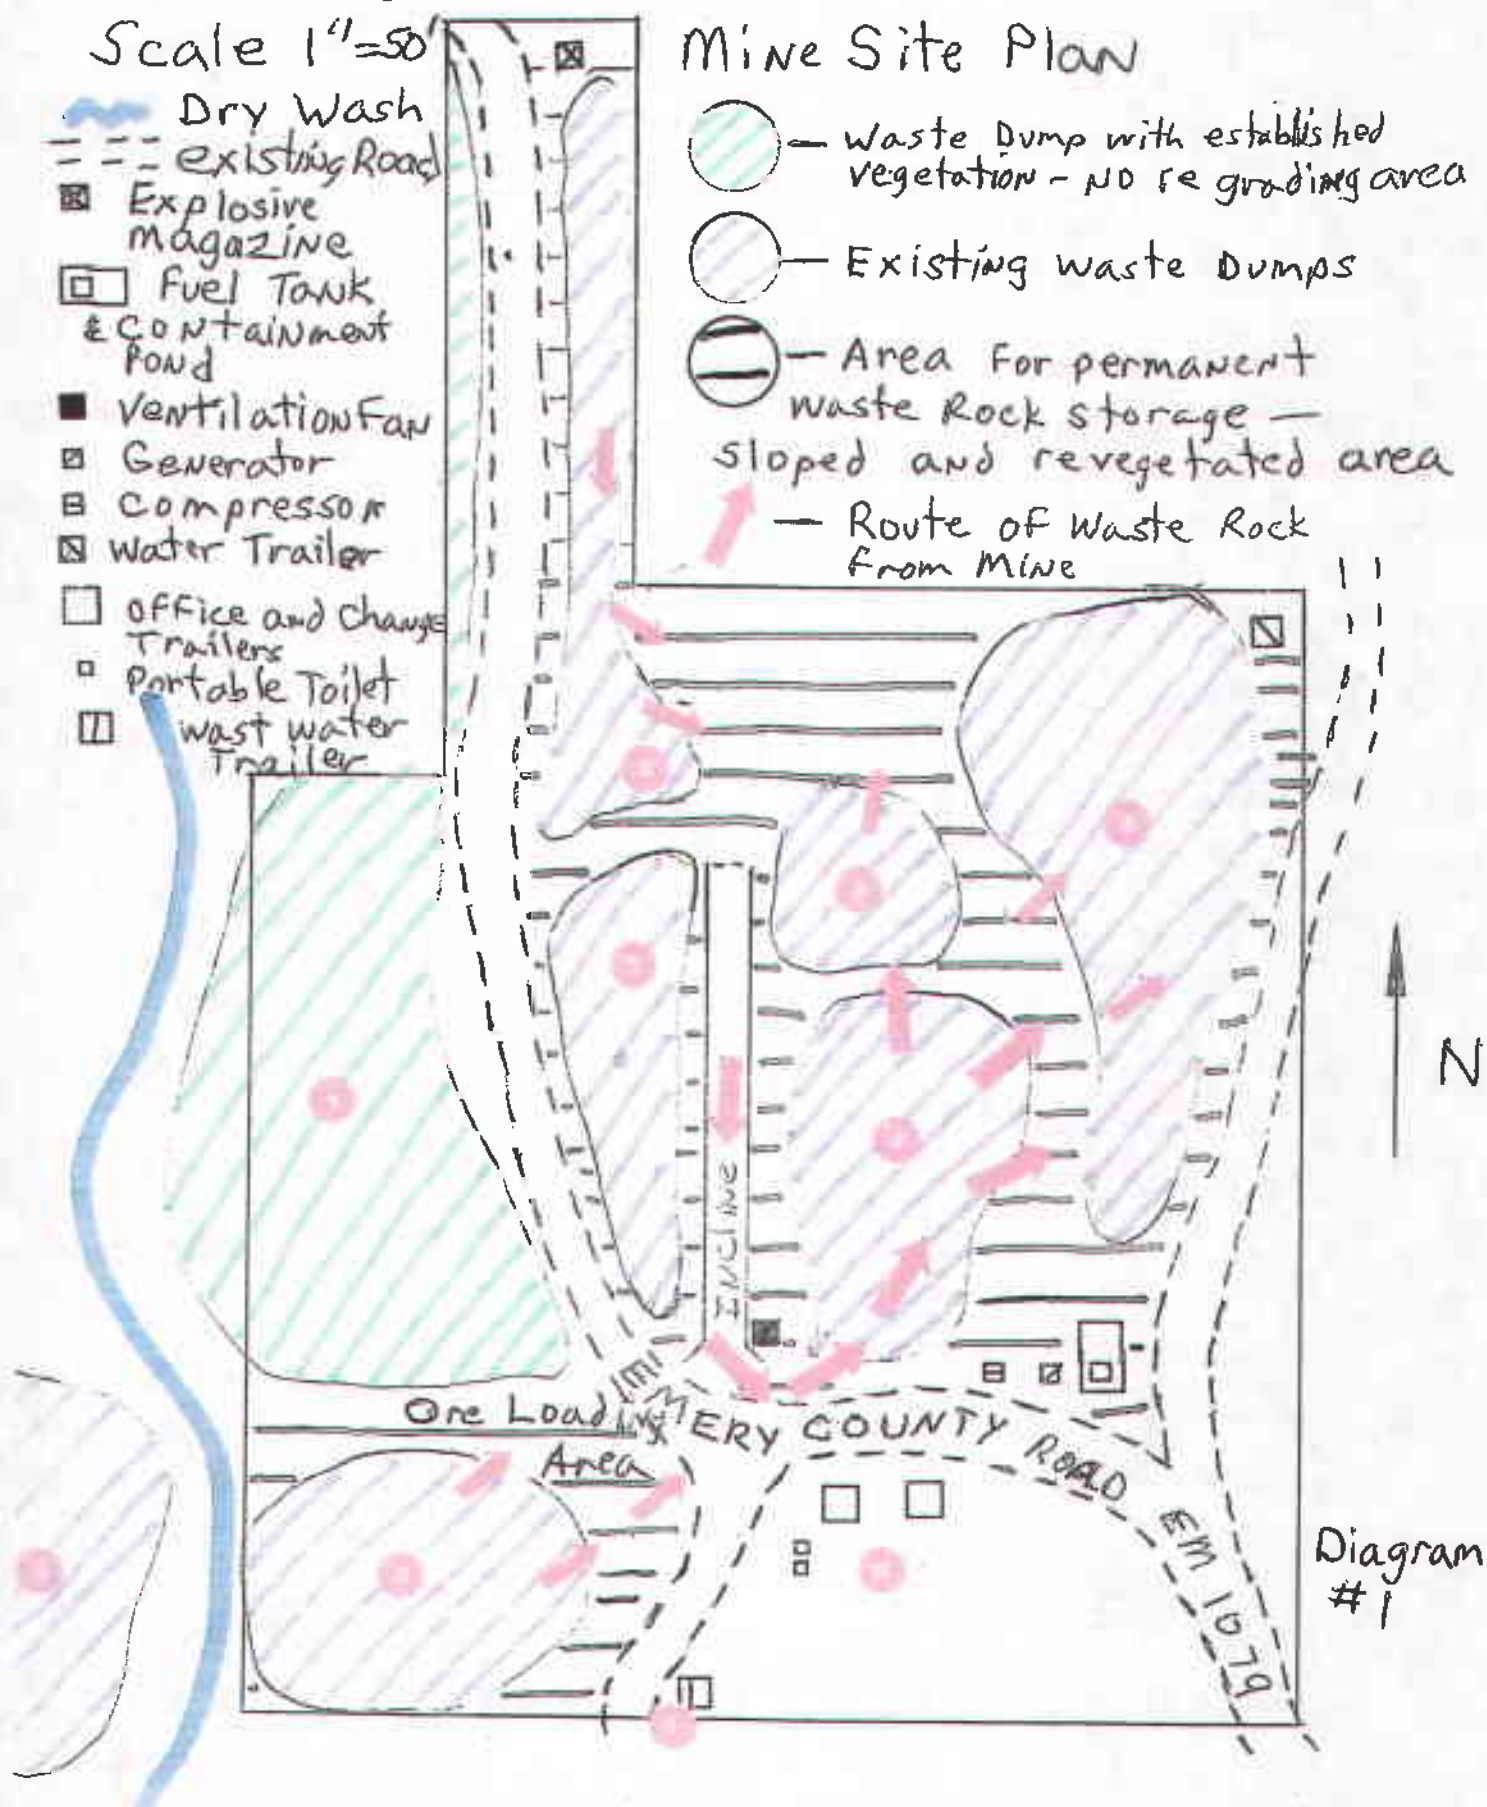 Scale 1"=50'
Dry Wash
existing Road
Explosive
magazine
Fuel Tank
& Containment
Pond
Ventilation Fan
Generator
Compressor
Water Trailer
Office and Change
Trailers
Portable Toilet
wast water
Trailer
Mine Site Plan
Waste Dump with established
vegetation - NO re grading area
Existing Waste Dumps
Area For permanent
Waste Rock storage —
sloped and revegetated area
Route of Waste Rock
from Mine
N
INCLINE
Ore Loading
Area
EMERY COUNTY ROAD EM 1079
Diagram
#1